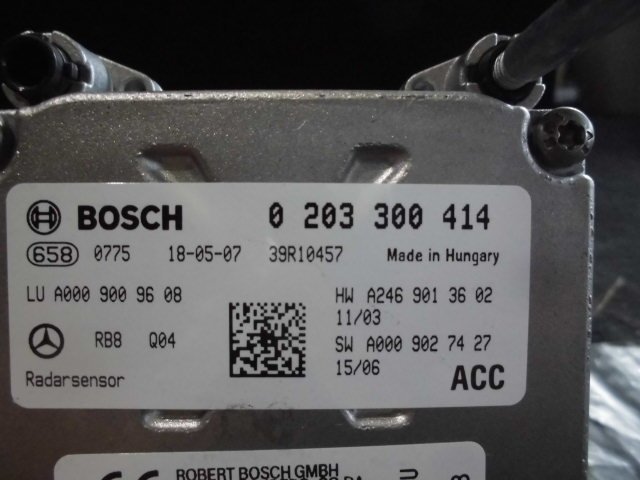 BOSCH 0 203 300 414
658 0775 18-05-07 39R10457 Made in Hungary
LU A000 900 96 08 HW A246 901 36 02
11/03
RB8 Q04 SW A000 902 74 27
15/06
Radarsensor ACC
ROBERT BOSCH GMBH